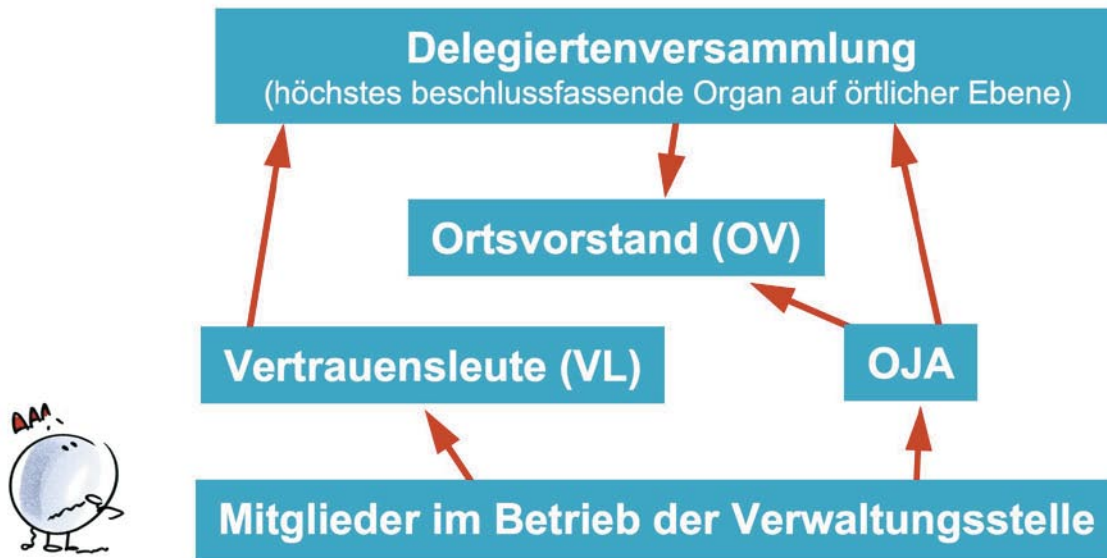 Delegiertenversammlung
(höchstes beschlussfassende Organ auf örtlicher Ebene)
Ortsvorstand (OV)
Vertrauensleute (VL)
OJA
Mitglieder im Betrieb der Verwaltungsstelle